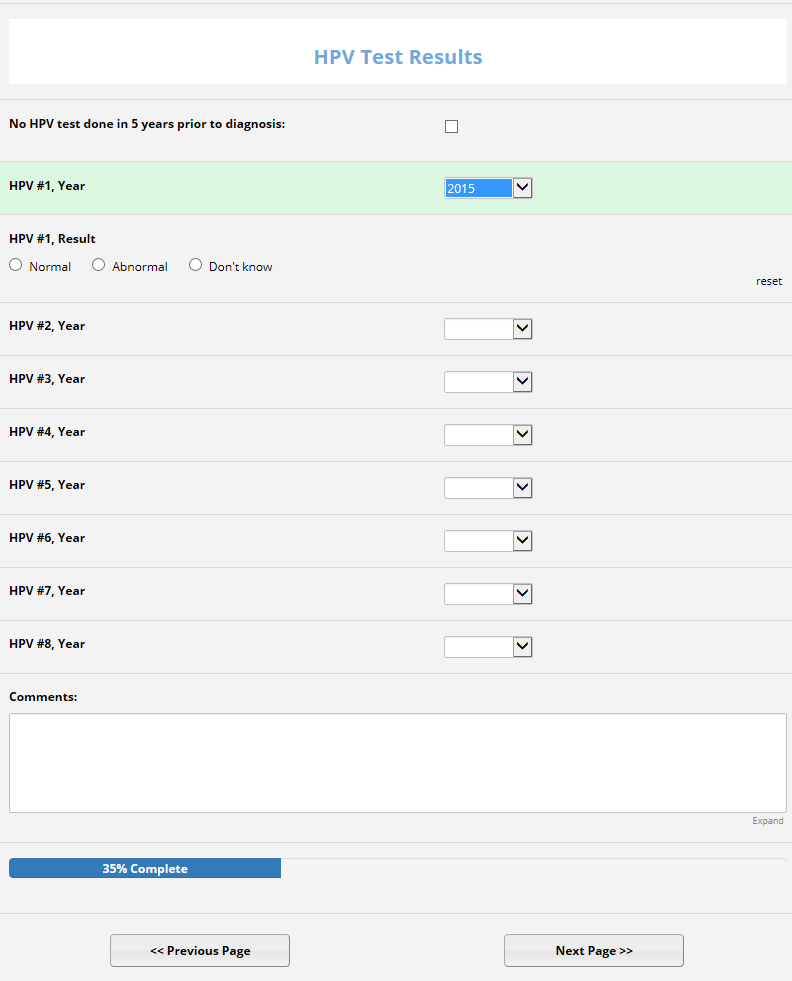 HPV Test Results
No HPV test done in 5 years prior to diagnosis:
HPV #1, Year
2015
HPV #1, Result
Normal Abnormal Don't know
reset
HPV #2, Year
HPV #3, Year
HPV #4, Year
HPV #5, Year
HPV #6, Year
HPV #7, Year
HPV #8, Year
Comments:
Expand
35% Complete
<< Previous Page Next Page >>